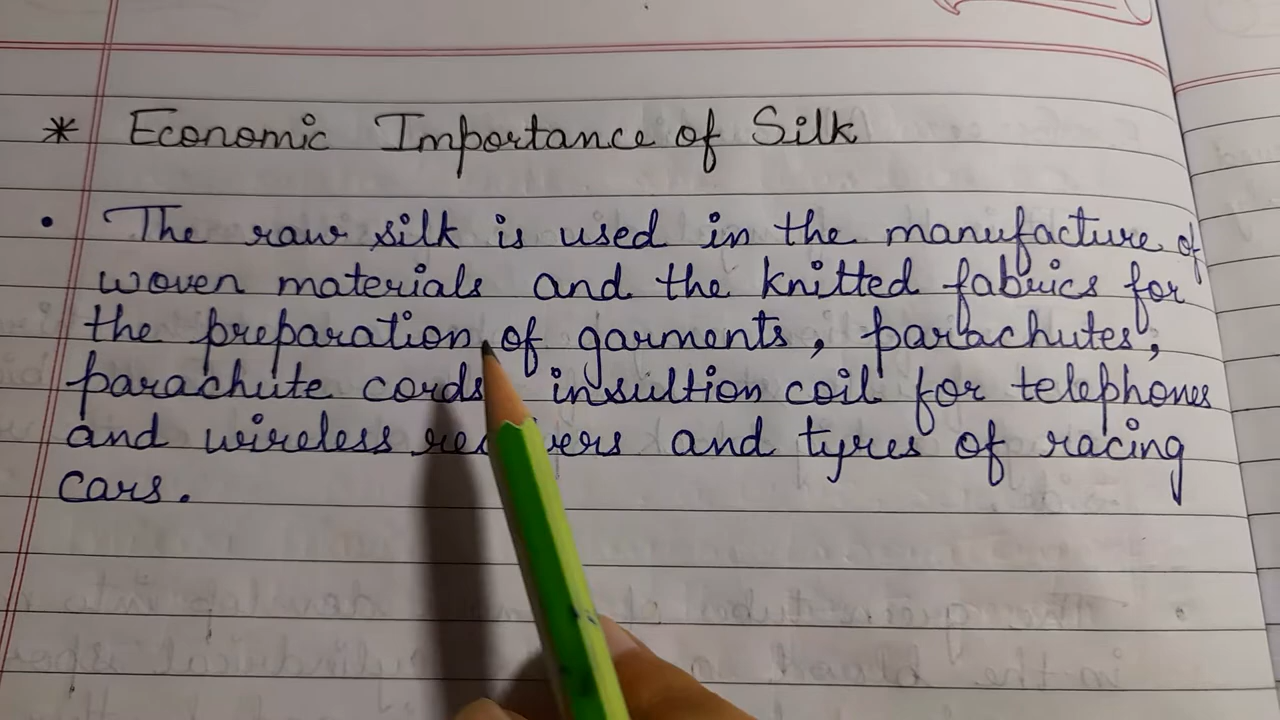 * Economic Importance of Silk
• The raw silk is used in the manufacture of
woven materials and the knitted fabrics for
the preparation of garments, parachutes,
parachute cords insultion coil for telephones
and wireless and tyres of racing
cars.